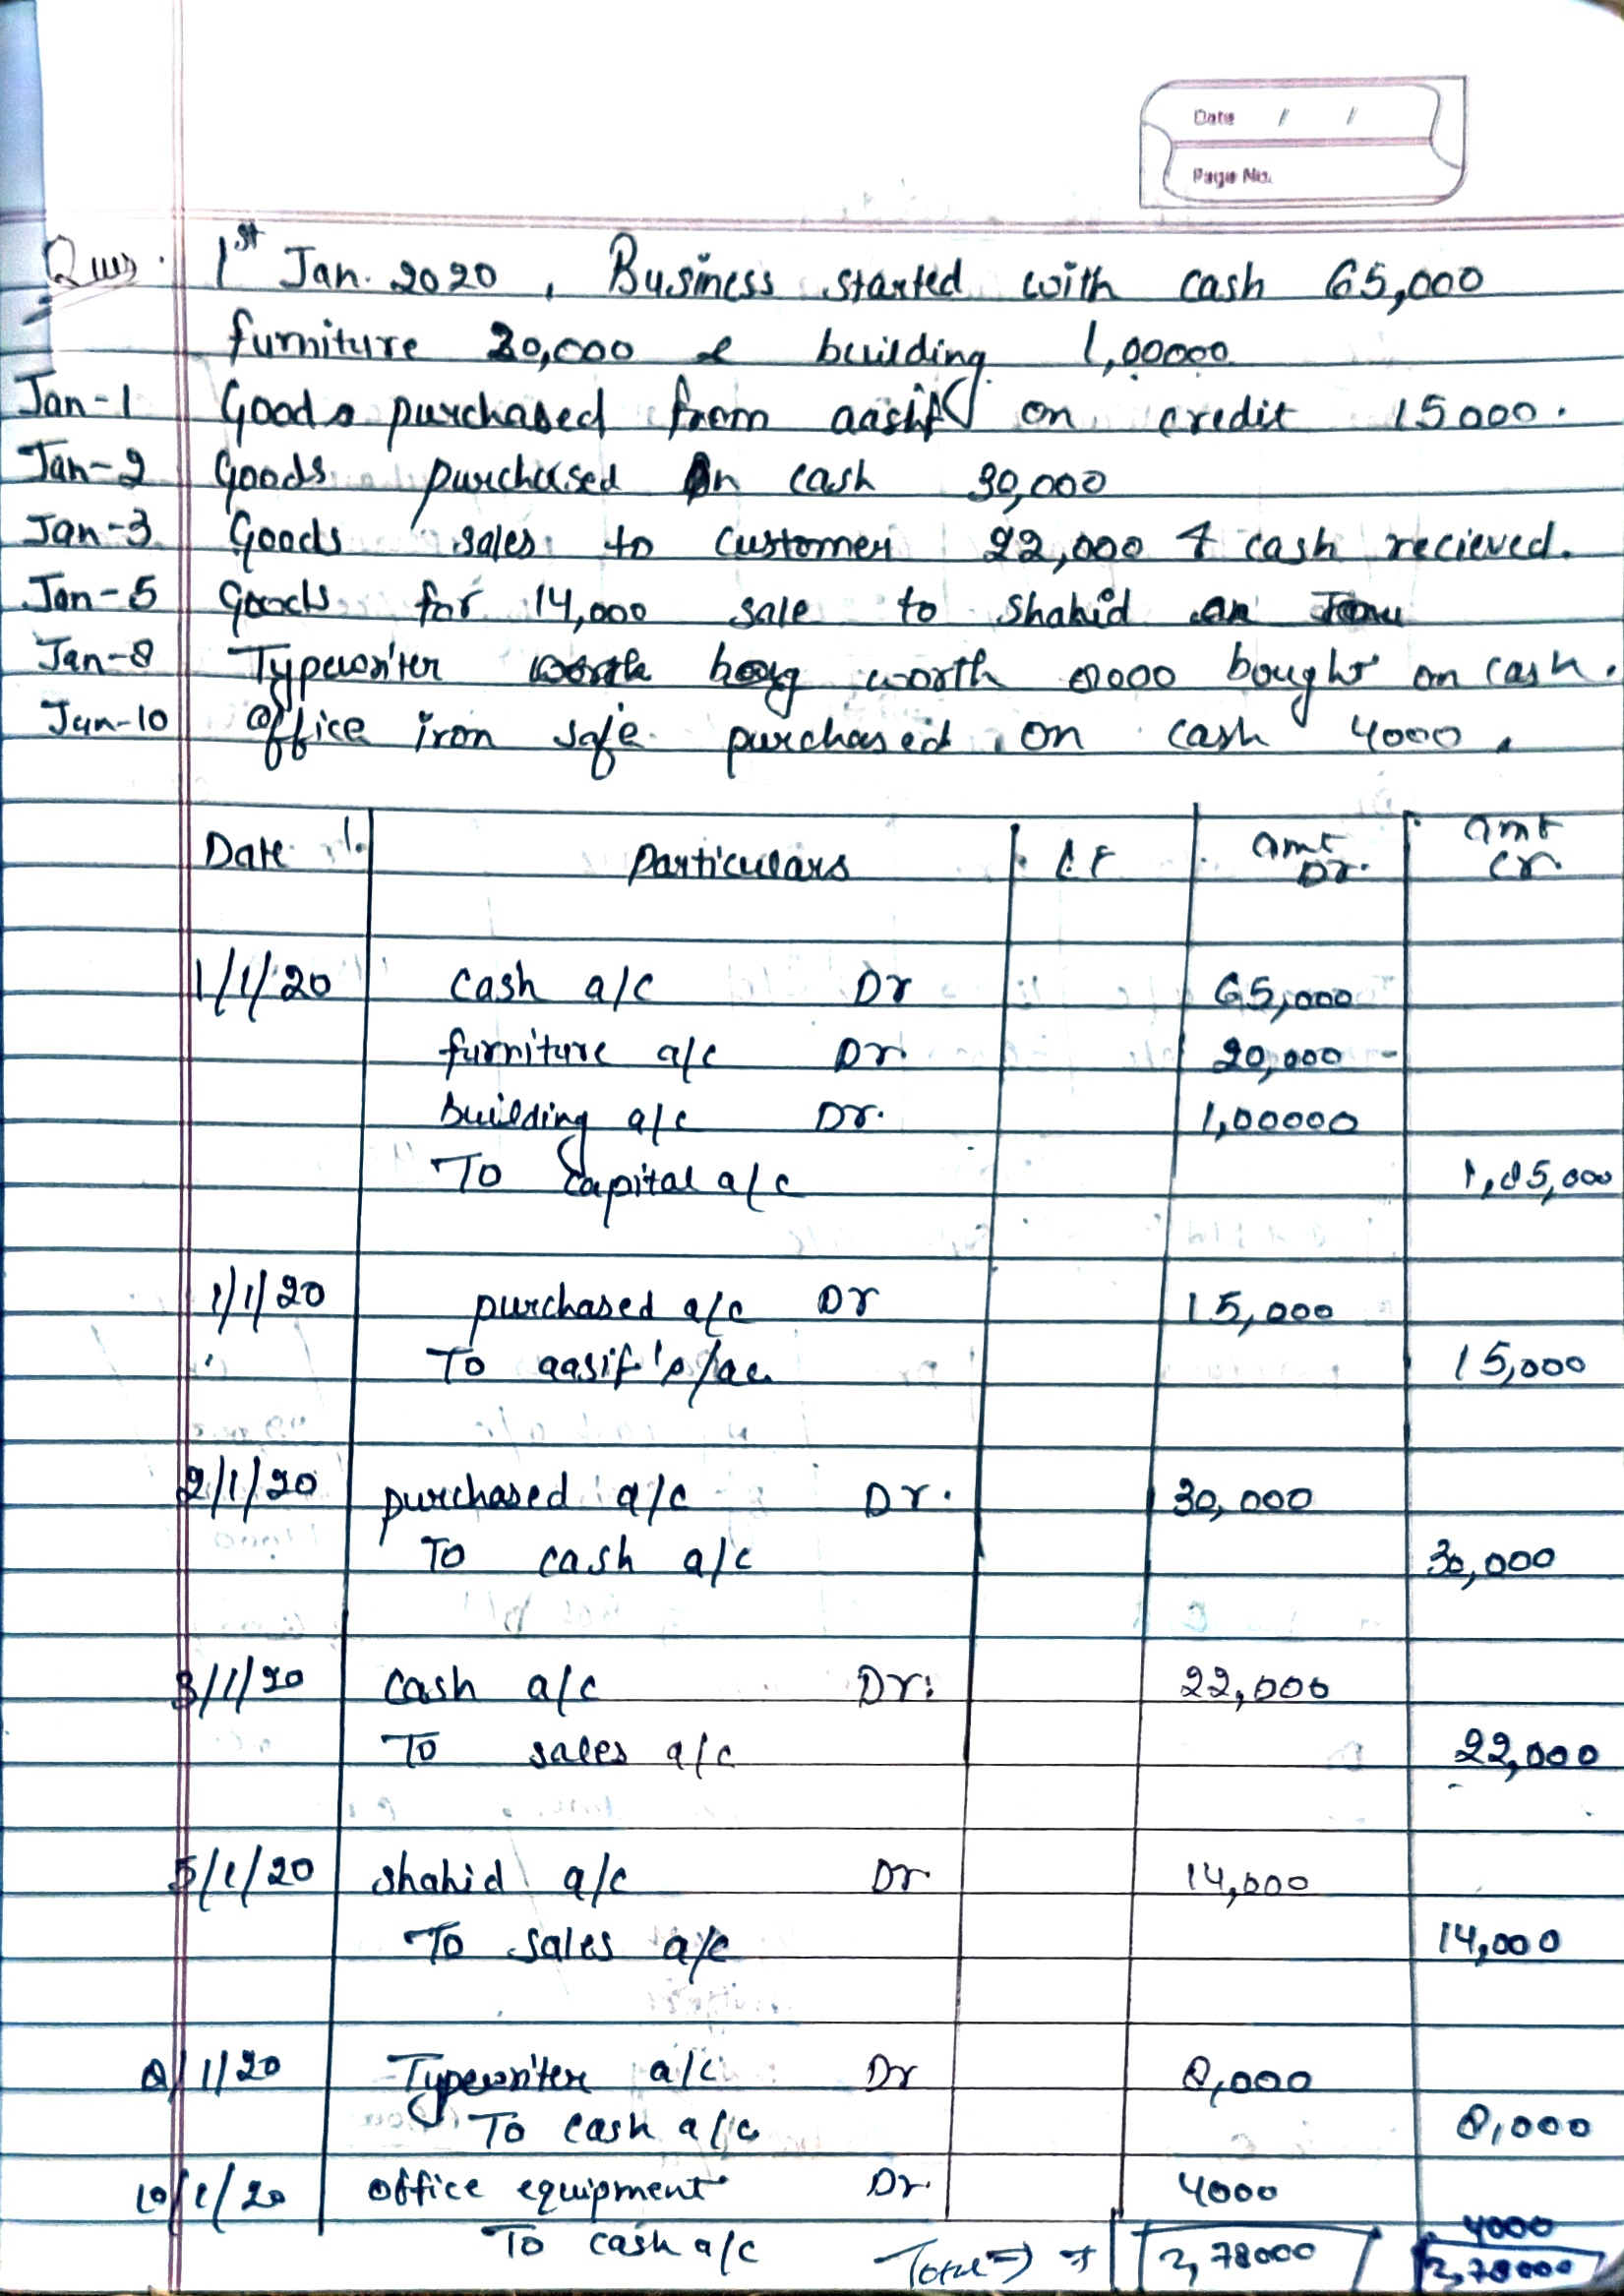 Date / /
Page No.
Ques. 1st Jan. 2020, Business started with cash 65,000
furniture 20,000 & building 1,00000
Jan-1 Goods purchased from aasif on credit 15000.
Jan-2 Goods purchased on cash 30,000
Jan-3 Goods sales to customer 22,000 & cash recieved.
Jan-5 Goods for 14,000 sale to shahid
Jan-8 Typewriter worth 8000 bought on cash.
Jan-10 office iron safe purchased on cash 4000.
Date Particulars L.F amt Dr. amt Cr.
1/1/20 cash a/c Dr 65,000
furniture a/c Dr. 20,000
building a/c Dr. 1,00000
To capital a/c 1,85,000
1/1/20 purchased a/c Dr 15,000
To aasif's/ac 15,000
2/1/20 purchased a/c Dr. 30,000
To cash a/c 30,000
3/1/20 cash a/c Dr. 22,000
To sales a/c 22,000
5/1/20 shahid a/c Dr 14,000
To sales a/c 14,000
8/1/20 Typewriter a/c Dr 8,000
To cash a/c 8,000
10/1/20 office equipment Dr. 4000
To cash a/c 4000
Total => 2,78000 2,78000